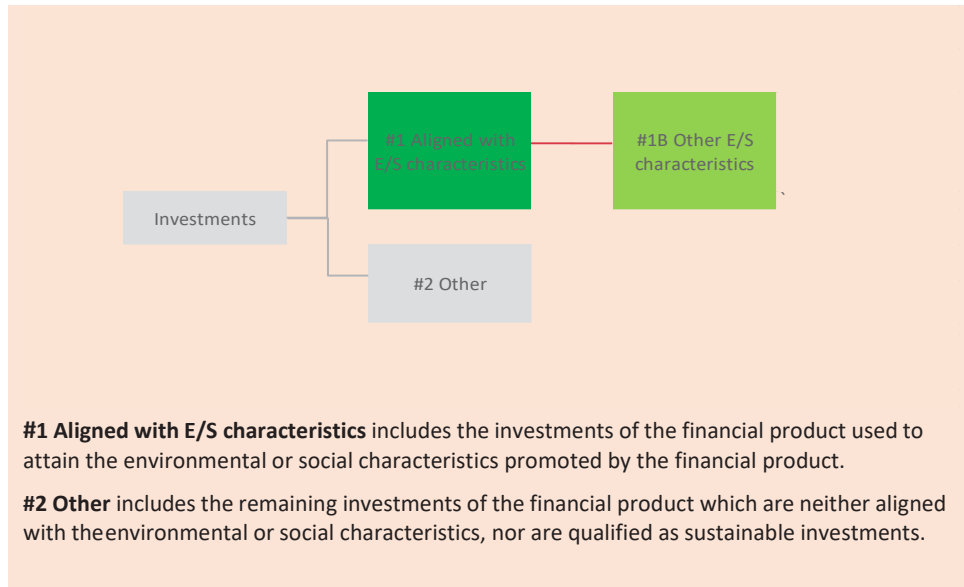 #1 Aligned with
E/S characteristics
#1B Other E/S
characteristics
`
Investments
#2 Other
#1 Aligned with E/S characteristics includes the investments of the financial product used to
attain the environmental or social characteristics promoted by the financial product.
#2 Other includes the remaining investments of the financial product which are neither aligned
with theenvironmental or social characteristics, nor are qualified as sustainable investments.